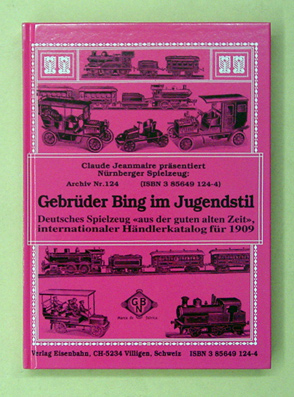 Claude Jeanmaire präsentiert
Nürnberger Spielzeug:
Archiv Nr.124 (ISBN 3 85649 124-4)
Gebrüder Bing im Jugendstil
Deutsches Spielzeug «aus der guten alten Zeit»,
internationaler Händlerkatalog für 1909
GBN
Verlag Eisenbahn, CH-5234 Villigen, Schweiz ISBN 3 85649 124-4